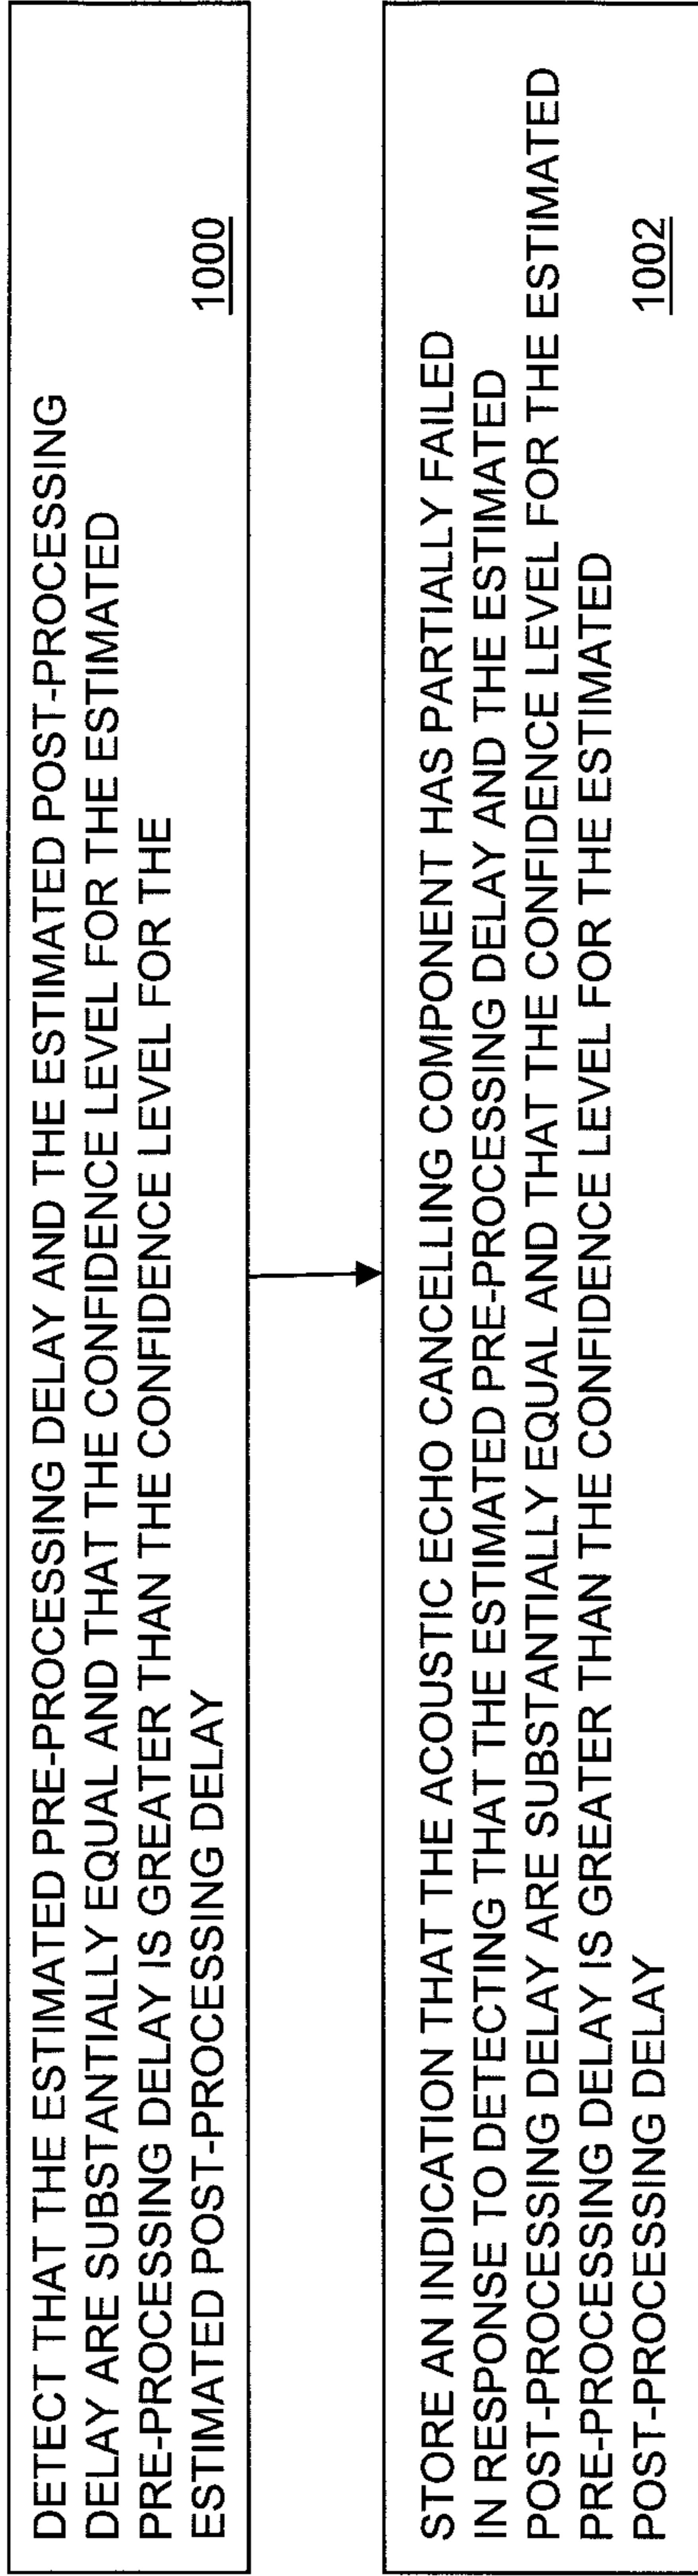 DETECT THAT THE ESTIMATED PRE-PROCESSING DELAY AND THE ESTIMATED POST-PROCESSING
DELAY ARE SUBSTANTIALLY EQUAL AND THAT THE CONFIDENCE LEVEL FOR THE ESTIMATED
PRE-PROCESSING DELAY IS GREATER THAN THE CONFIDENCE LEVEL FOR THE
ESTIMATED POST-PROCESSING DELAY
1000
STORE AN INDICATION THAT THE ACOUSTIC ECHO CANCELLING COMPONENT HAS PARTIALLY FAILED
IN RESPONSE TO DETECTING THAT THE ESTIMATED PRE-PROCESSING DELAY AND THE ESTIMATED
POST-PROCESSING DELAY ARE SUBSTANTIALLY EQUAL AND THAT THE CONFIDENCE LEVEL FOR THE ESTIMATED
PRE-PROCESSING DELAY IS GREATER THAN THE CONFIDENCE LEVEL FOR THE ESTIMATED
POST-PROCESSING DELAY
1002